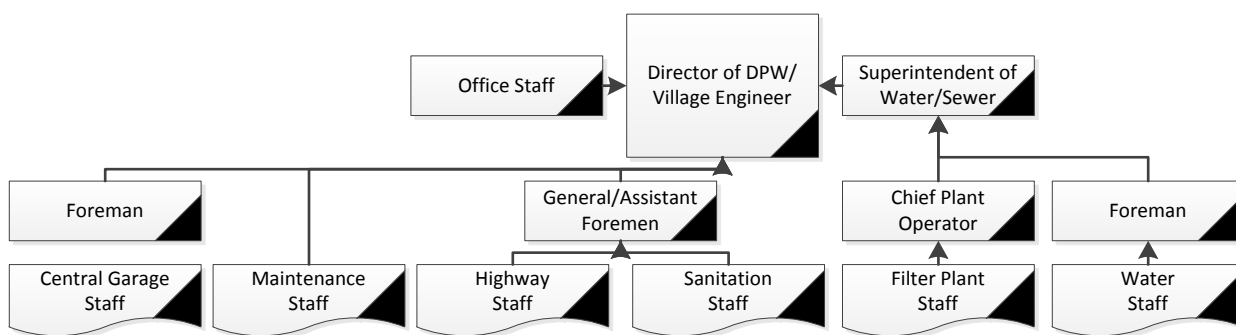 Office Staff
Director of DPW/
Village Engineer
Superintendent of
Water/Sewer
Foreman
General/Assistant
Foremen
Chief Plant
Operator
Foreman
Central Garage
Staff
Maintenance
Staff
Highway
Staff
Sanitation
Staff
Filter Plant
Staff
Water
Staff